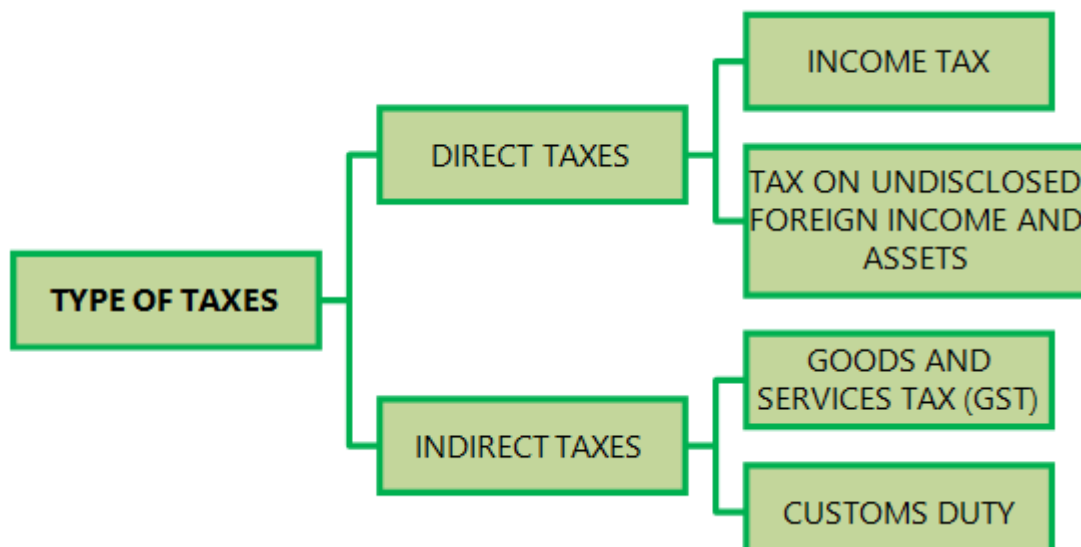 TYPE OF TAXES
DIRECT TAXES
INCOME TAX
TAX ON UNDISCLOSED
FOREIGN INCOME AND
ASSETS
INDIRECT TAXES
GOODS AND
SERVICES TAX (GST)
CUSTOMS DUTY